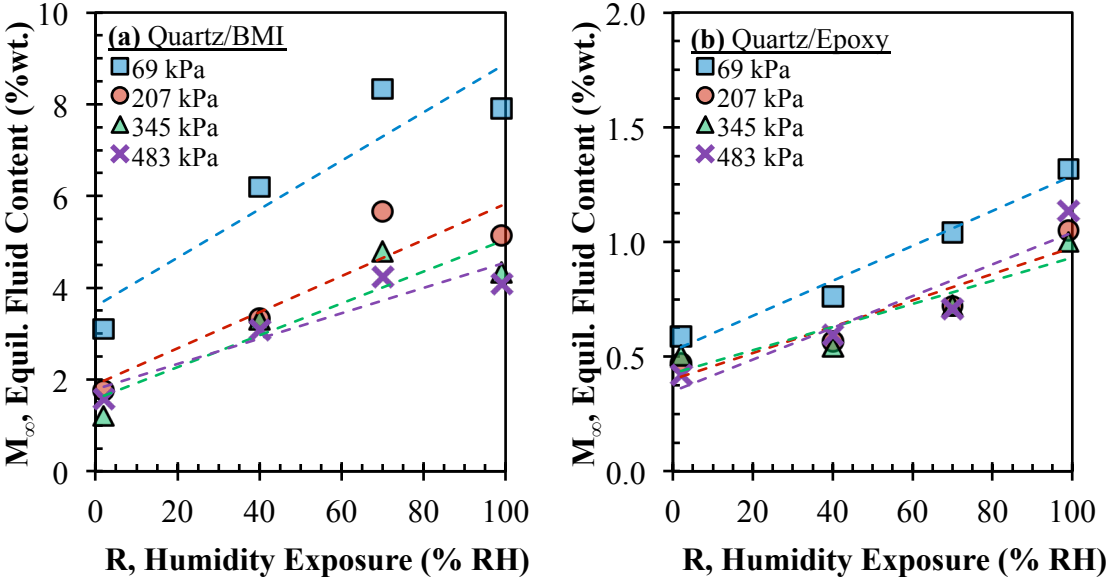 (a) Quartz/BMI
69 kPa
207 kPa
345 kPa
483 kPa
10
8
6
4
2
0
0 20 40 60 80 100
M∞, Equil. Fluid Content (%wt.)
R, Humidity Exposure (% RH)
(b) Quartz/Epoxy
69 kPa
207 kPa
345 kPa
483 kPa
2.0
1.5
1.0
0.5
0.0
0 20 40 60 80 100
M∞, Equil. Fluid Content (%wt.)
R, Humidity Exposure (% RH)